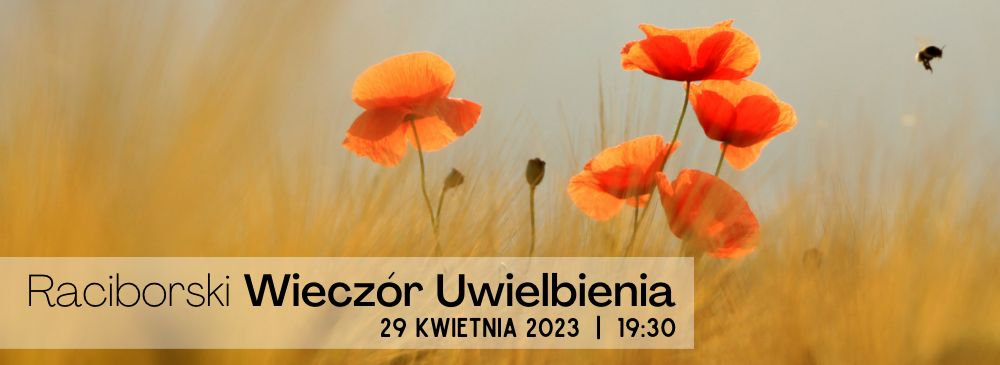 Raciborski Wieczór Uwielbienia
29 KWIETNIA 2023 | 19:30